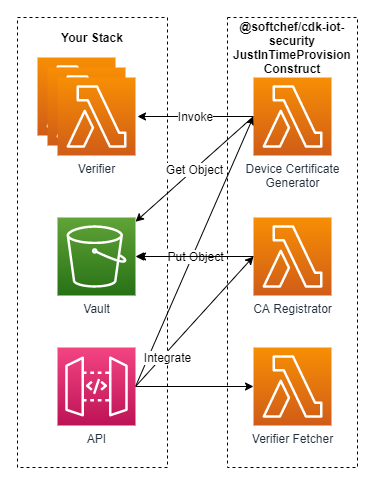 Your Stack
@softchef/cdk-iot-
security
JustInTimeProvision
Construct
Invoke
Verifier
Device Certificate
Generator
Get Object
Put Object
Vault
CA Registrator
Integrate
API
Verifier Fetcher